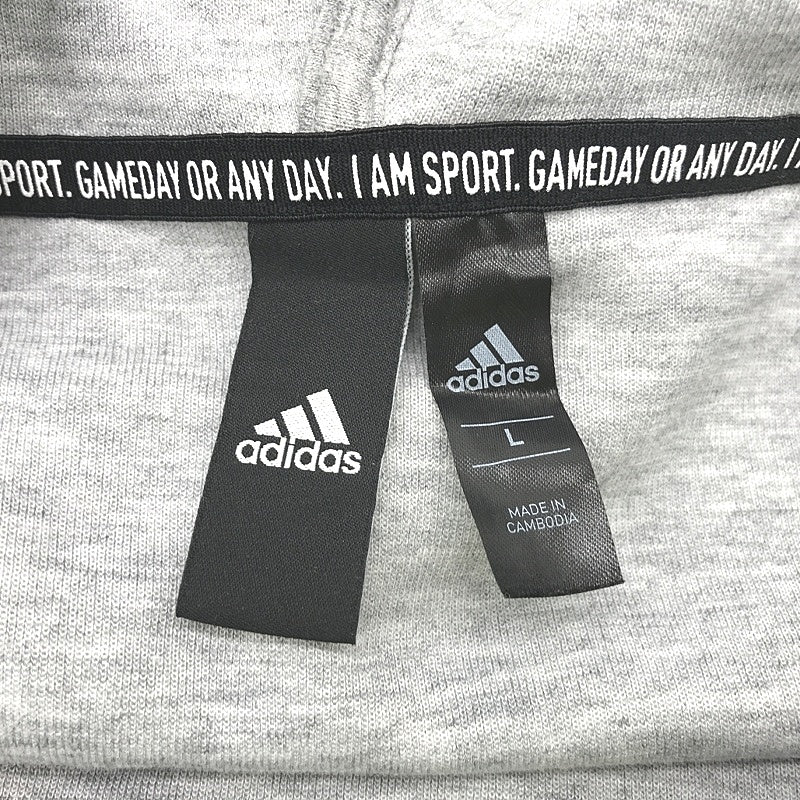 SPORT. GAMEDAY OR ANY DAY. I AM SPORT. GAMEDAY OR ANY DAY. I
adidas
adidas
L
MADE IN
CAMBODIA